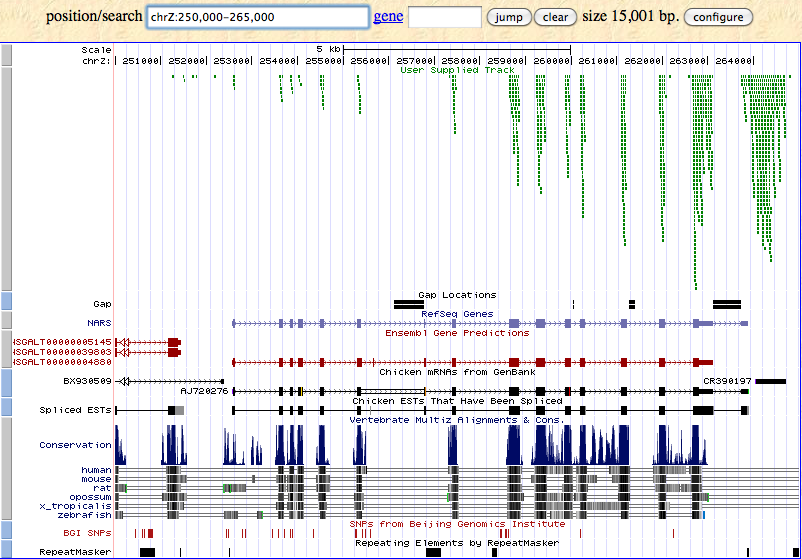 position/search chrZ:250,000-265,000 gene jump clear size 15,001 bp. configure
Scale 5 kb
chrZ: 251000 252000 253000 254000 255000 256000 257000 258000 259000 260000 261000 262000 263000 264000
User Supplied Track
Gap Locations
Gap
RefSeq Genes
NARS
Ensembl Gene Predictions
ISGALT00000005145
ISGALT00000039803
ISGALT00000004880
Chicken mRNAs from GenBank
BX930509 CR390197
AJ720276
Chicken ESTs That Have Been Spliced
Spliced ESTs
Vertebrate Multiz Alignments & Cons.
Conservation
human
mouse
rat
opossum
x_tropicalis
zebrafish
SNPs from Beijing Genomics Institute
BGI SNPs
Repeating Elements by RepeatMasker
RepeatMasker